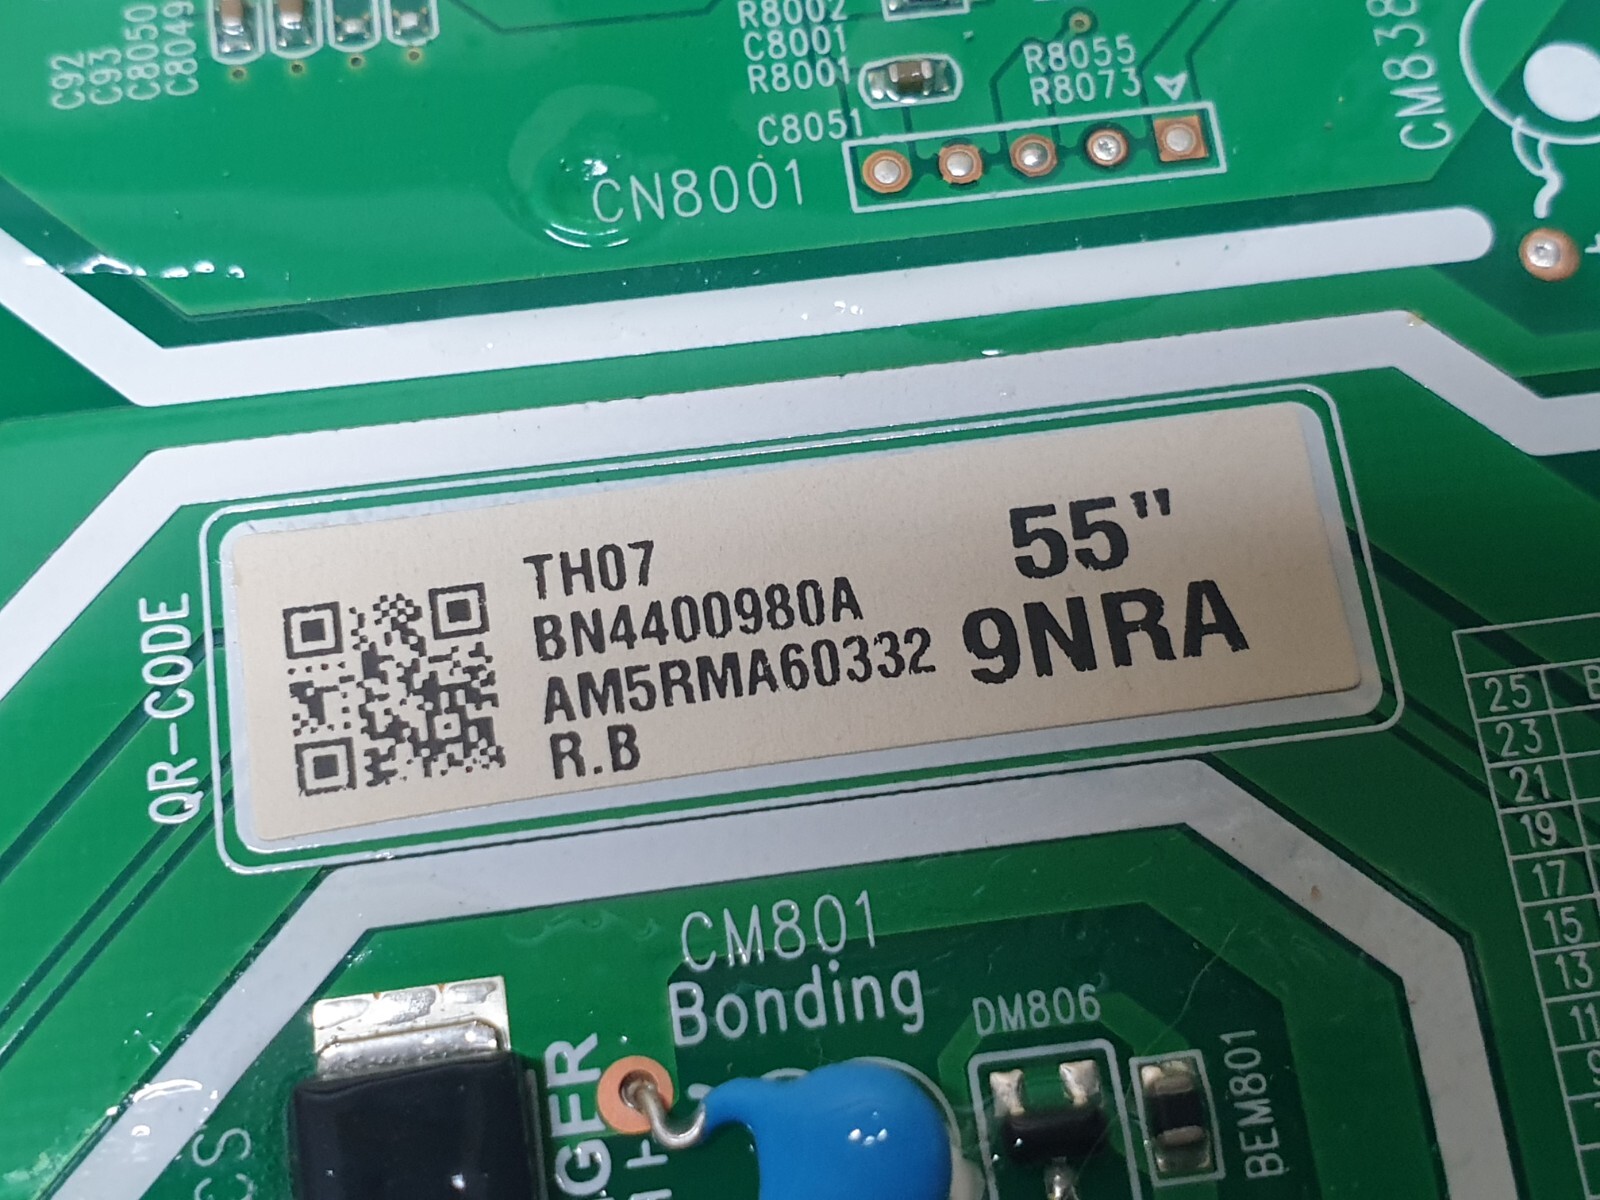 C92
C93
C8050
C8049
R8002
C8001
R8001
C8051
R8055
R8073
CN8001
CM838
QR-CODE
TH07
BN4400980A
AM5RMA60332
R.B
55"
9NRA
25
23
21
19
17
15
13
11
CM801
Bonding
DM806
BEM801